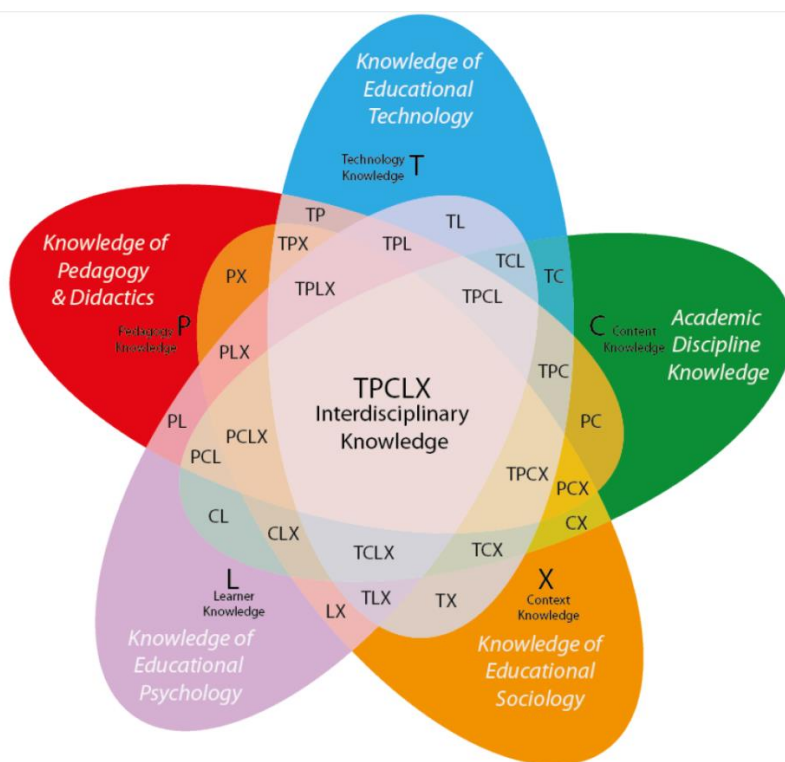 Knowledge of
Educational
Technology
Technology
Knowledge
T
TP
TL
TPX
TPL
Knowledge of
Pedagogy
& Didactics
PX
TCL
TC
TPLX
TPCL
Pedagogy
Knowledge
P
C
Content
Knowledge
Academic
Discipline
Knowledge
PLX
TPC
TPCLX
Interdisciplinary
Knowledge
PL
PC
PCLX
PCL
TPCX
PCX
CL
CX
CLX
TCLX
TCX
L
Learner
Knowledge
X
Context
Knowledge
TLX
TX
LX
Knowledge of
Educational
Psychology
Knowledge of
Educational
Sociology